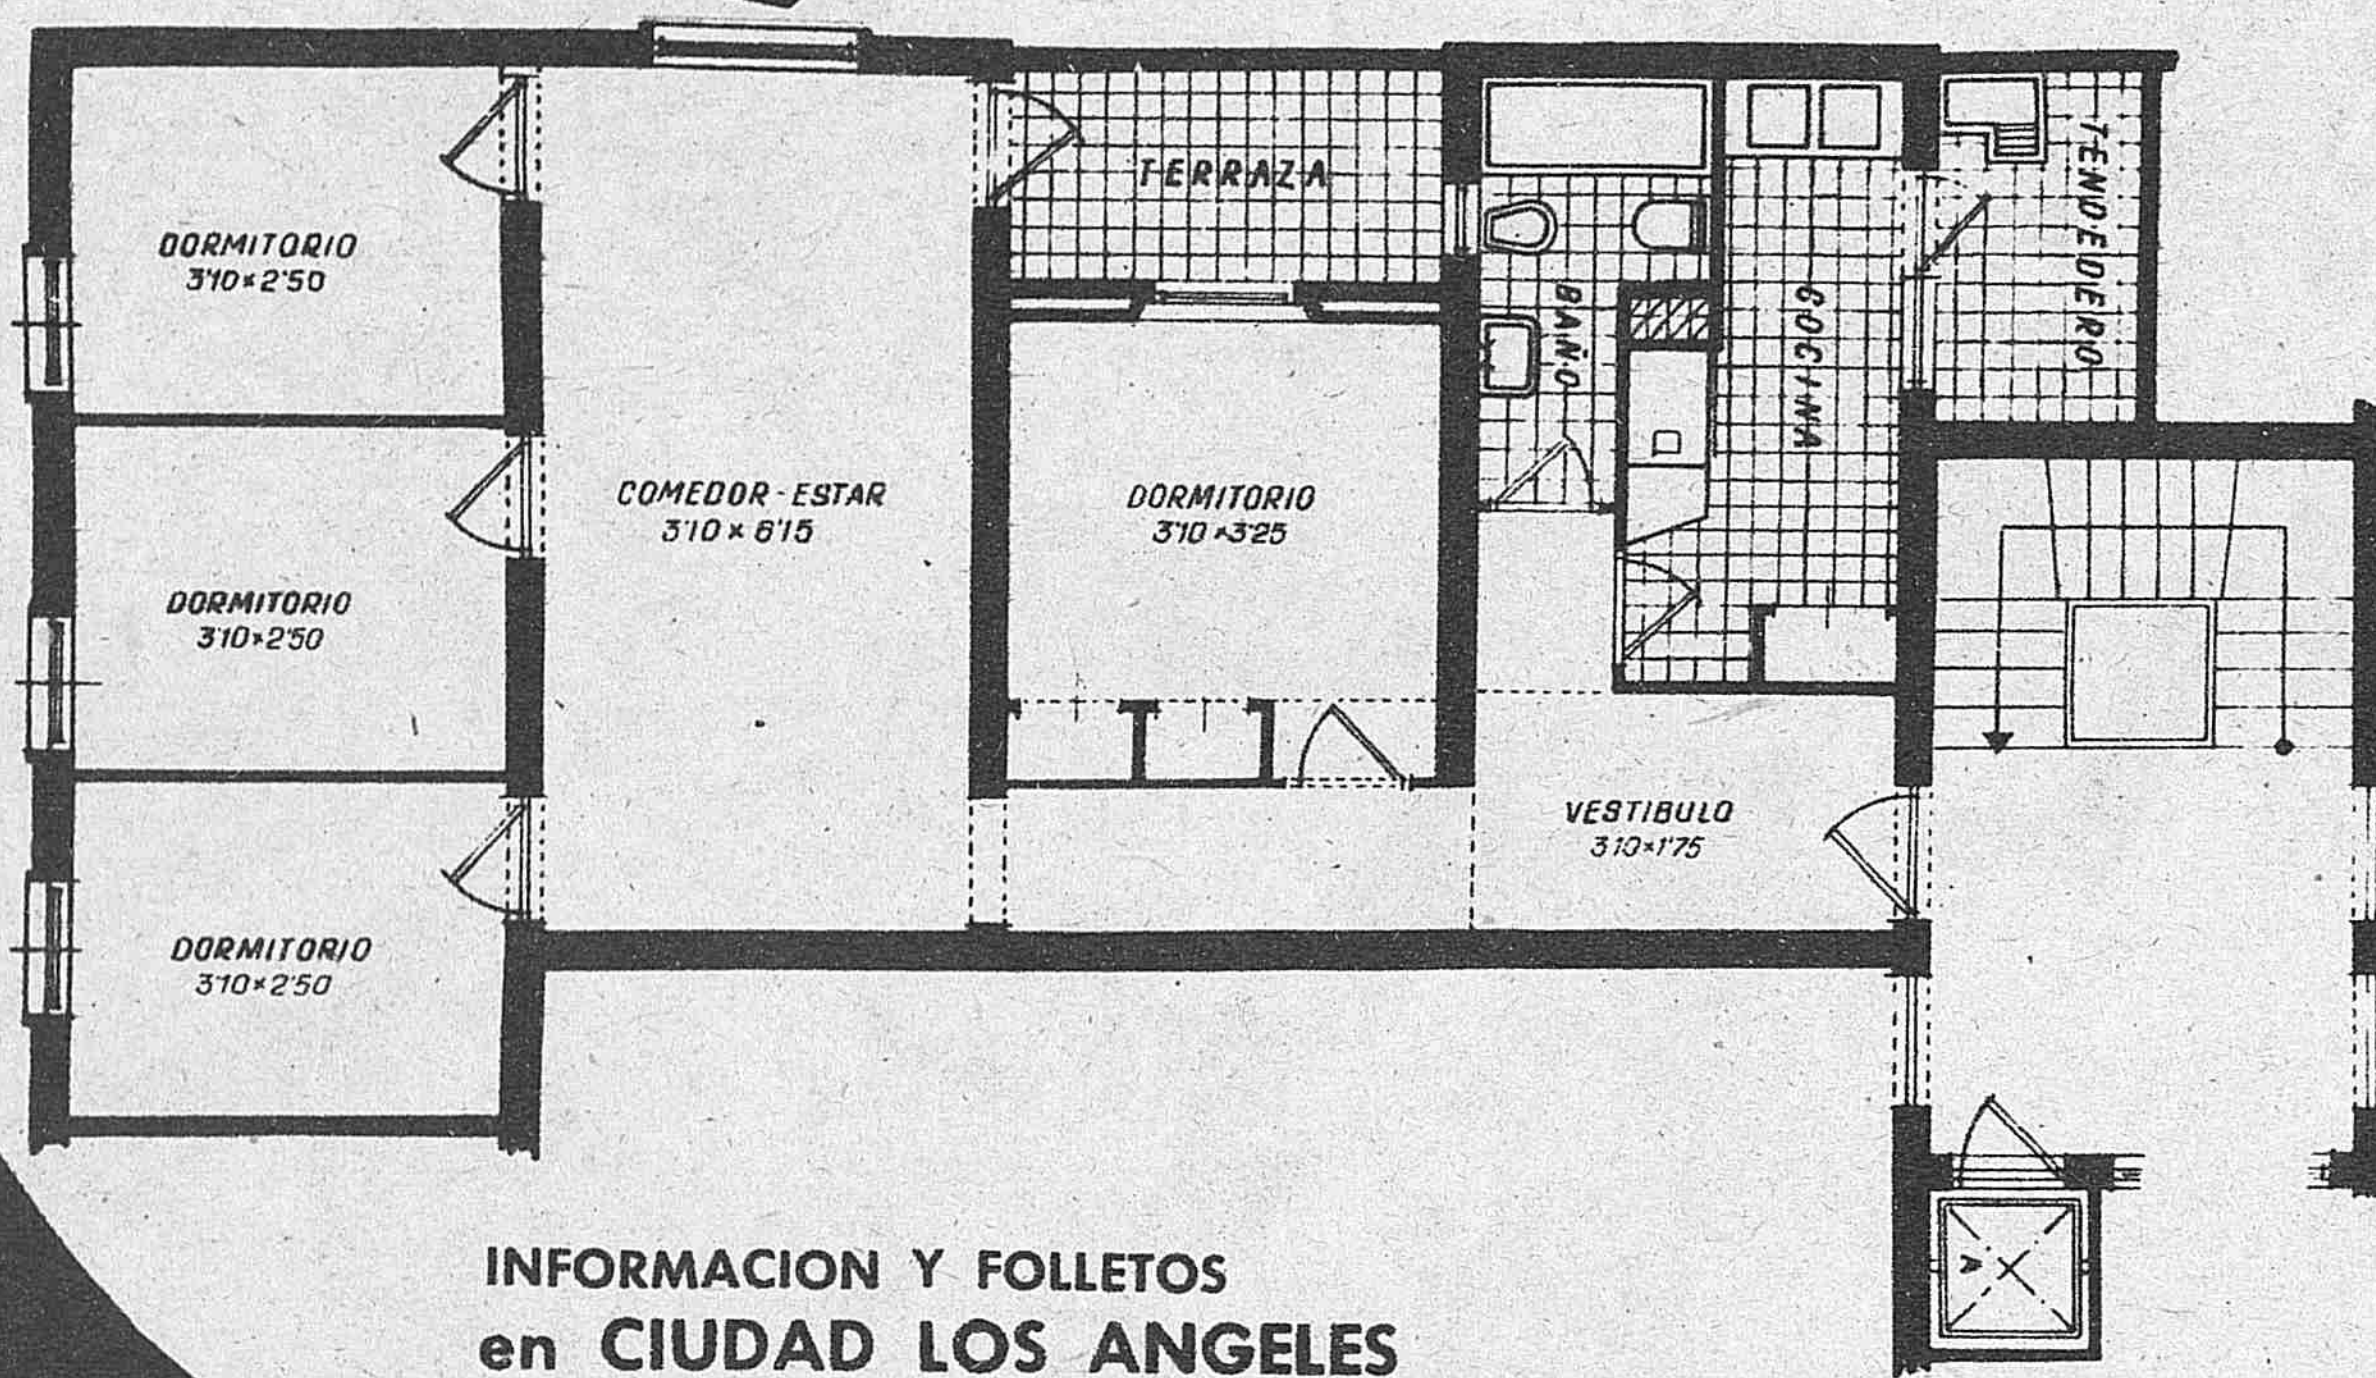 DORMITORIO
3'10×2'50
DORMITORIO
3'10×2'50
DORMITORIO
3'10×2'50
COMEDOR-ESTAR
3'10 × 6'15
TERRAZA
DORMITORIO
3'10×3'25
BAÑO
COCINA
TENDEDERO
VESTIBULO
3'10×1'75
A
INFORMACION Y FOLLETOS
en CIUDAD LOS ANGELES